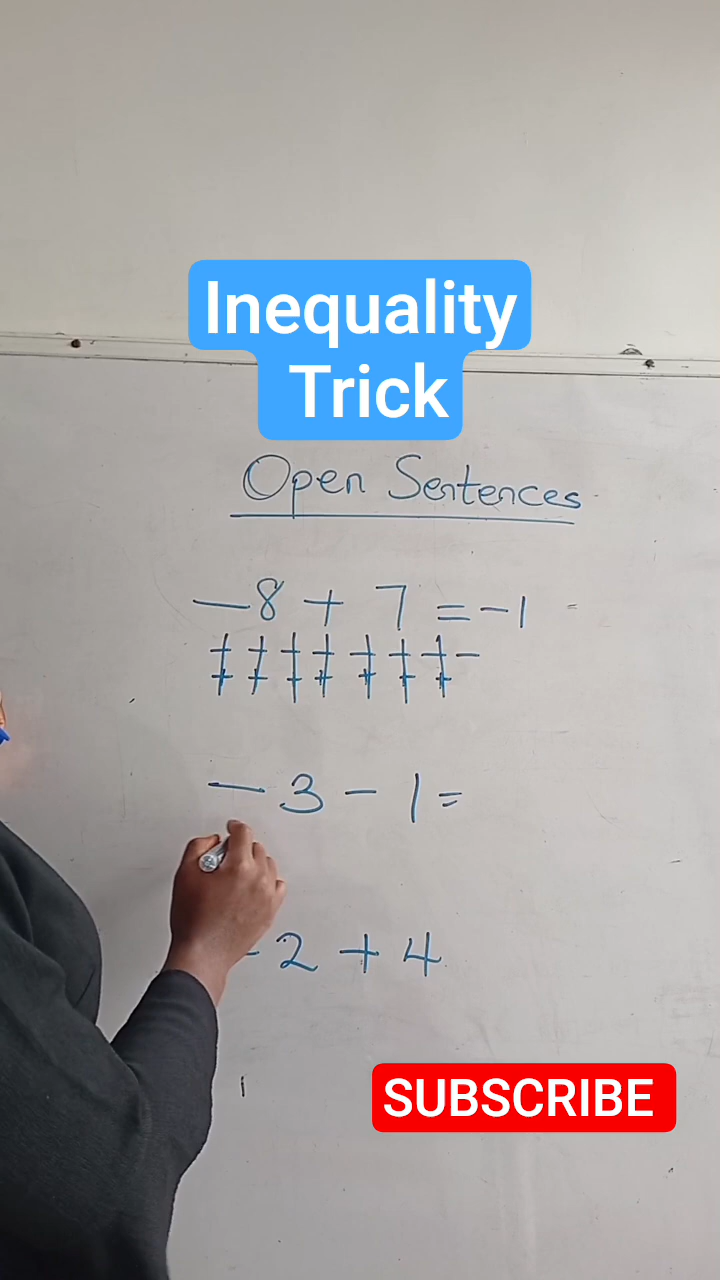 Inequality
Trick
Open Sentences
-8 + 7 = -1
-3 - 1 =
- 2 + 4
SUBSCRIBE